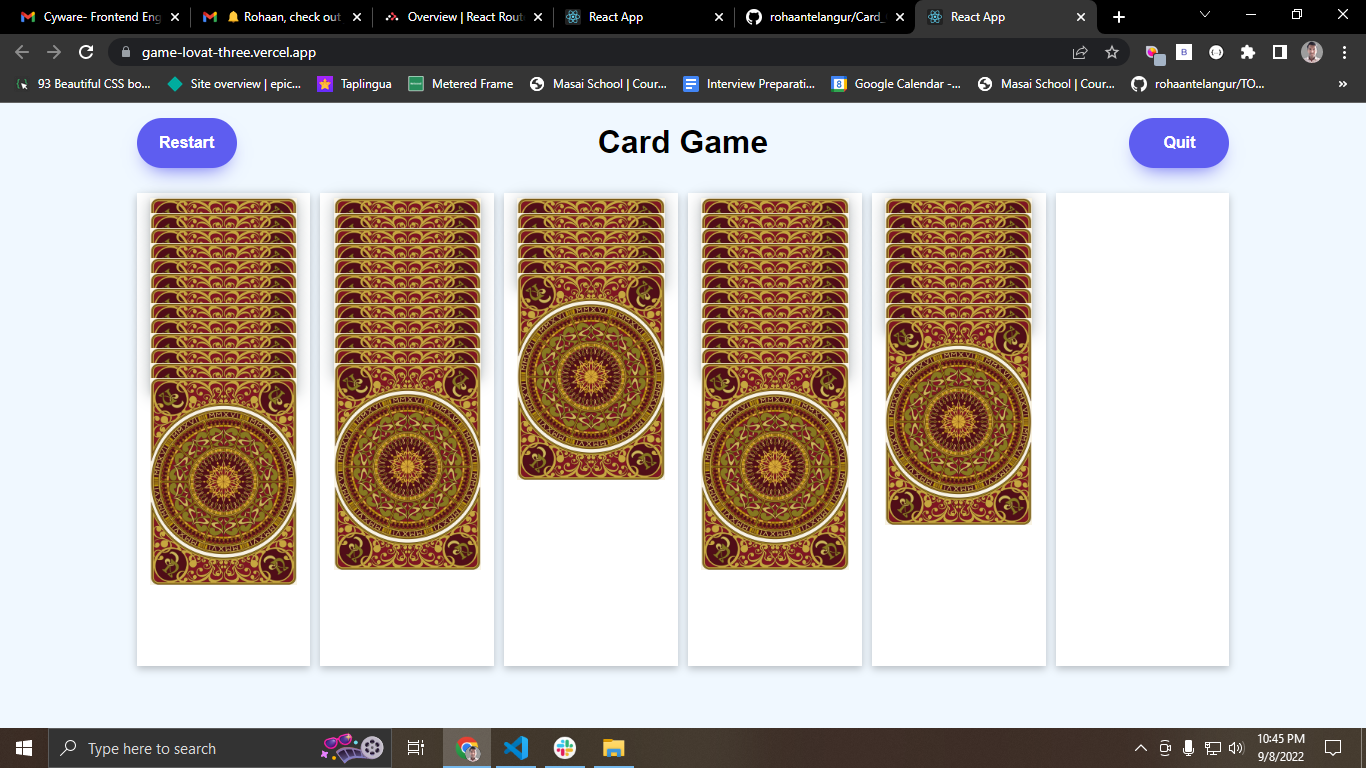 Cyware- Frontend Eng
Rohaan, check out
Overview | React Rout
React App
rohaantelangur/Card_
React App
game-lovat-three.vercel.app
93 Beautiful CSS bo...
Site overview | epic...
Taplingua
Metered Frame
Masai School | Cour...
Interview Preparati...
Google Calendar -...
Masai School | Cour...
rohaantelangur/TO...
»
Restart
Card Game
Quit
Type here to search
10:45 PM
9/8/2022